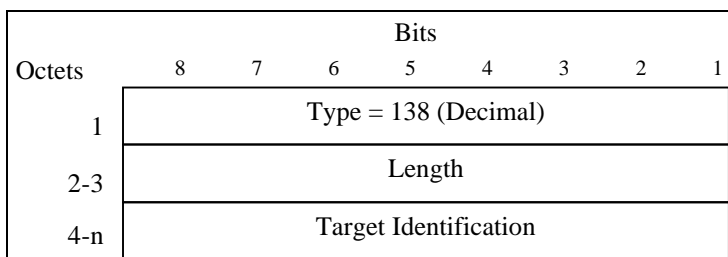 Bits
Octets 8 7 6 5 4 3 2 1
1 Type = 138 (Decimal)
2-3 Length
4-n Target Identification